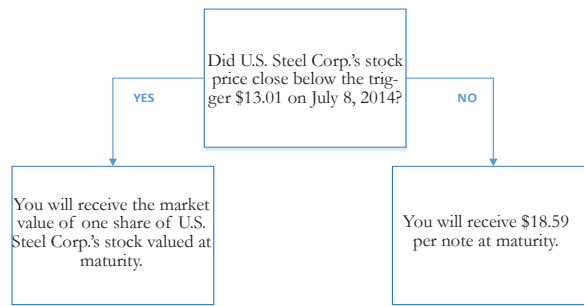 Did U.S. Steel Corp.'s stock
price close below the trig-
ger $13.01 on July 8, 2014?
YES
NO
You will receive the market
value of one share of U.S.
Steel Corp.'s stock valued at
maturity.
You will receive $18.59
per note at maturity.